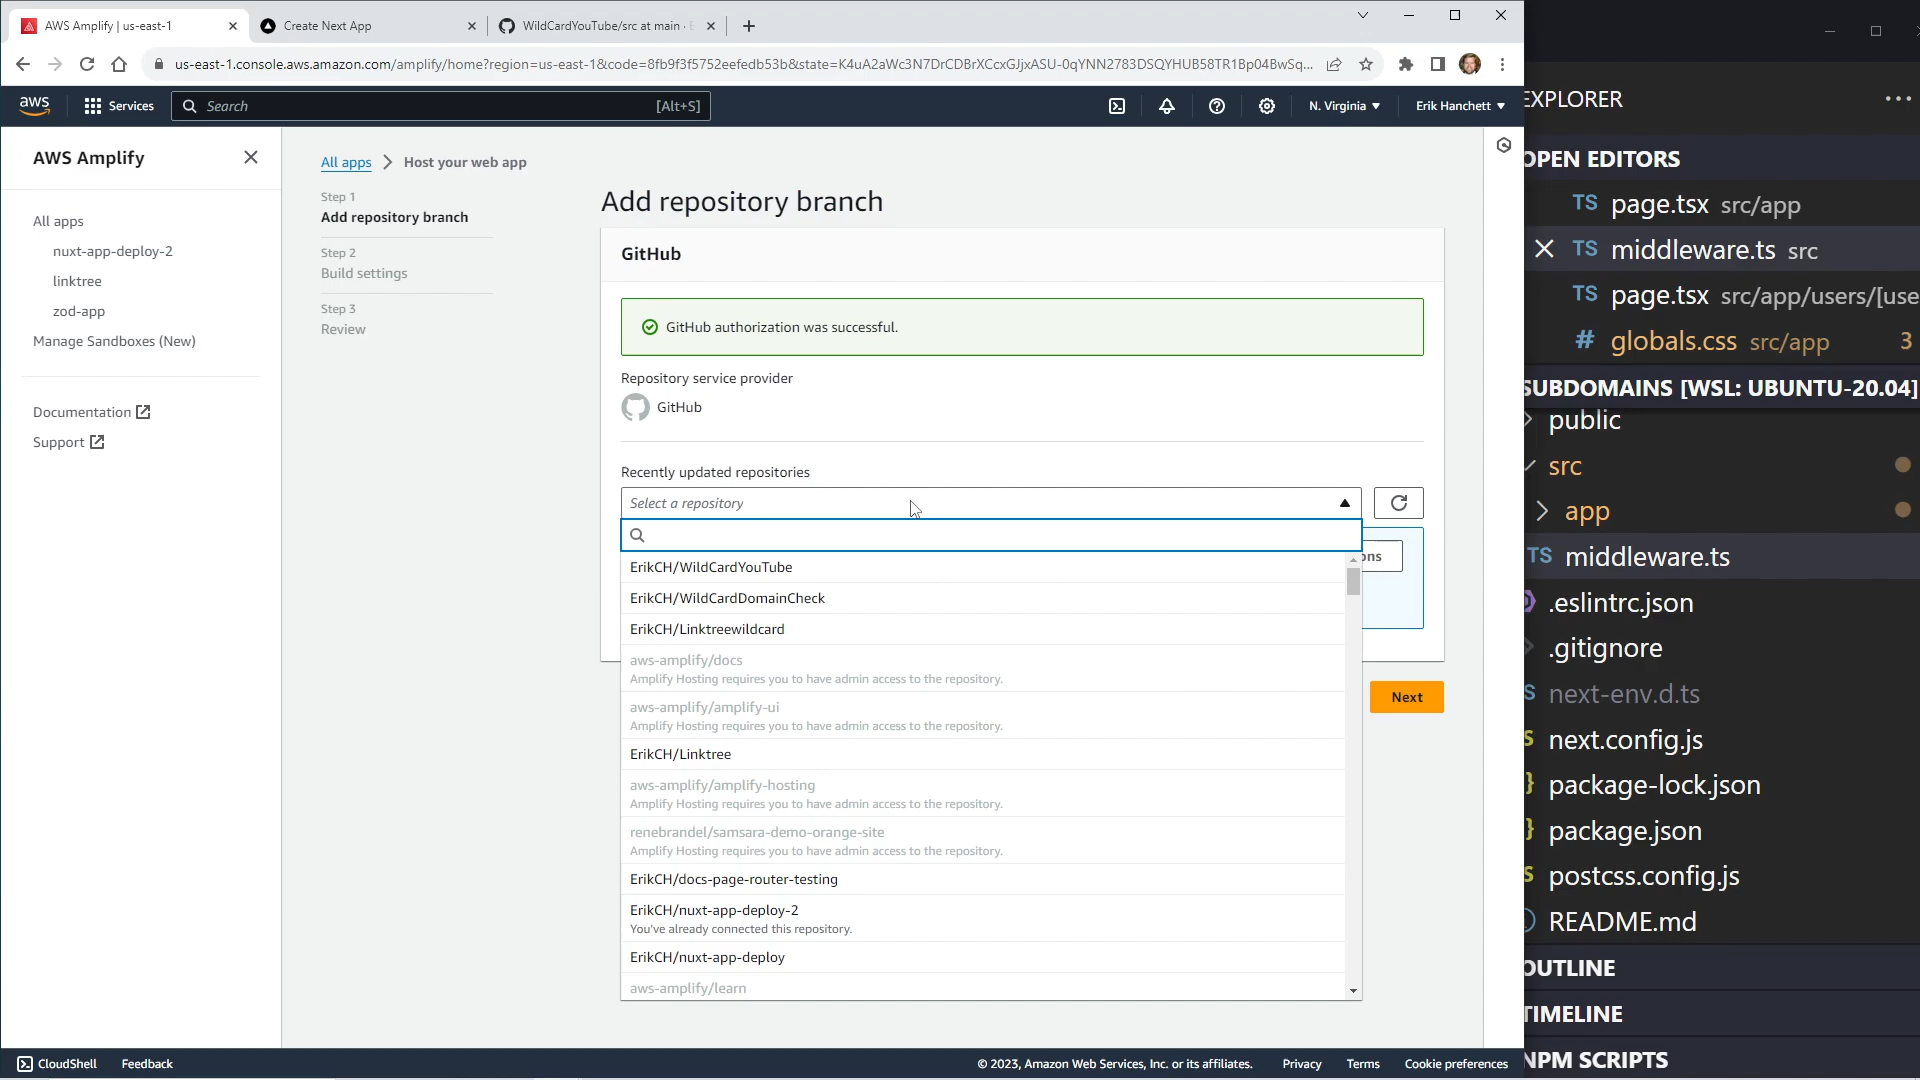 AWS Amplify | us-east-1
Create Next App
WildCardYouTube/src at main ·
us-east-1.console.aws.amazon.com/amplify/home?region=us-east-1&code=8fb9f3f5752eefedb53b&state=K4uA2aWc3N7DrCDBrXCcxGJjxASU-0qYNN2783DSQYHUB58TR1Bp04BwSq...
aws
Services
Search
[Alt+S]
N. Virginia
Erik Hanchett
AWS Amplify
All apps
nuxt-app-deploy-2
linktree
zod-app
Manage Sandboxes (New)
Documentation
Support
All apps
Host your web app
Step 1
Add repository branch
Step 2
Build settings
Step 3
Review
Add repository branch
GitHub
GitHub authorization was successful.
Repository service provider
GitHub
Recently updated repositories
Select a repository
ons
ErikCH/WildCardYouTube
ErikCH/WildCardDomainCheck
ErikCH/Linktreewildcard
aws-amplify/docs
Amplify Hosting requires you to have admin access to the repository.
aws-amplify/amplify-ui
Amplify Hosting requires you to have admin access to the repository.
ErikCH/Linktree
aws-amplify/amplify-hosting
Amplify Hosting requires you to have admin access to the repository.
renebrandel/samsara-demo-orange-site
Amplify Hosting requires you to have admin access to the repository.
ErikCH/docs-page-router-testing
ErikCH/nuxt-app-deploy-2
You've already connected this repository.
ErikCH/nuxt-app-deploy
aws-amplify/learn
Next
CloudShell
Feedback
© 2023, Amazon Web Services, Inc. or its affiliates.
Privacy
Terms
Cookie preferences
EXPLORER
OPEN EDITORS
TS page.tsx src/app
TS middleware.ts src
TS page.tsx src/app/users/[use
# globals.css src/app 3
SUBDOMAINS [WSL: UBUNTU-20.04]
public
src
app
TS middleware.ts
.eslintrc.json
.gitignore
S next-env.d.ts
S next.config.js
} package-lock.json
} package.json
S postcss.config.js
README.md
OUTLINE
TIMELINE
NPM SCRIPTS